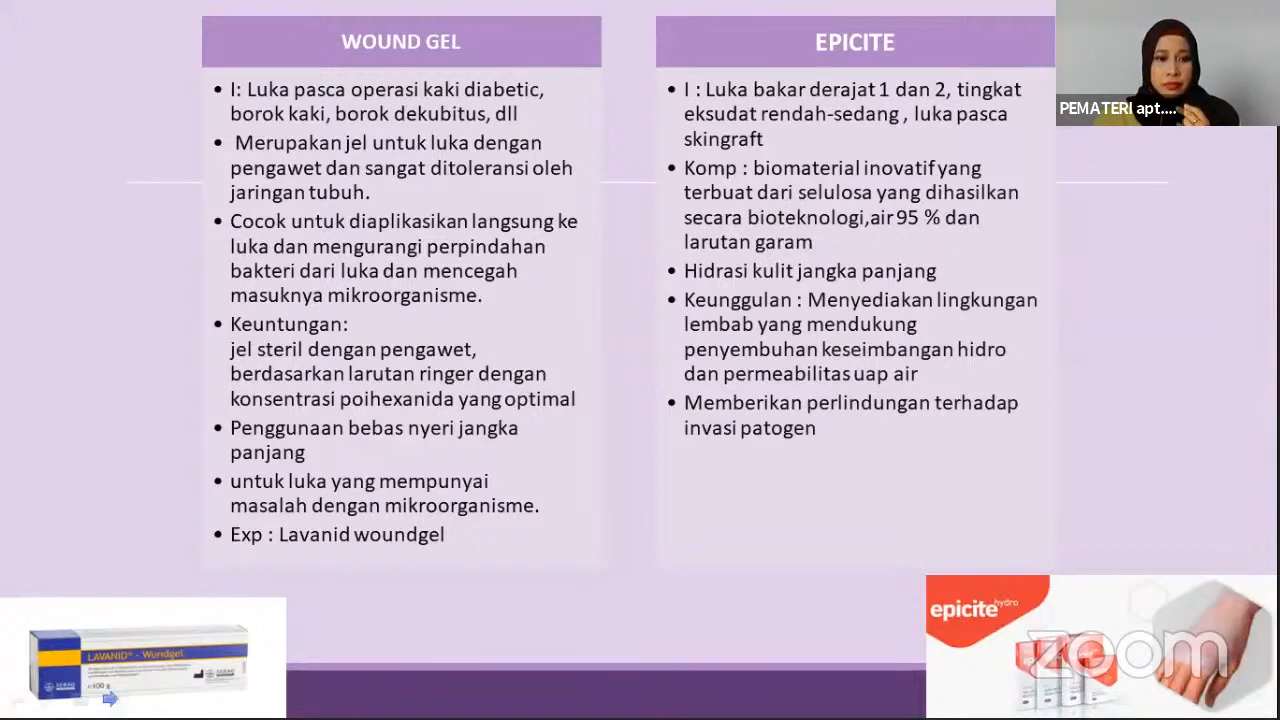 WOUND GEL
• I: Luka pasca operasi kaki diabetic,
borok kaki, borok dekubitus, dll
• Merupakan jel untuk luka dengan
pengawet dan sangat ditoleransi oleh
jaringan tubuh.
• Cocok untuk diaplikasikan langsung ke
luka dan mengurangi perpindahan
bakteri dari luka dan mencegah
masuknya mikroorganisme.
• Keuntungan:
jel steril dengan pengawet,
berdasarkan larutan ringer dengan
konsentrasi poihexanida yang optimal
• Penggunaan bebas nyeri jangka
panjang
• untuk luka yang mempunyai
masalah dengan mikroorganisme.
• Exp : Lavanid woundgel
EPICITE
• I : Luka bakar derajat 1 dan 2, tingkat
eksudat rendah-sedang , luka pasca
skingraft
• Komp : biomaterial inovatif yang
terbuat dari selulosa yang dihasilkan
secara bioteknologi,air 95 % dan
larutan garam
• Hidrasi kulit jangka panjang
• Keunggulan : Menyediakan lingkungan
lembab yang mendukung
penyembuhan keseimbangan hidro
dan permeabilitas uap air
• Memberikan perlindungan terhadap
invasi patogen
PEMATERI apt....
LAVANID® - Wundgel
SERAG
100 g
epicite hydro
zoom